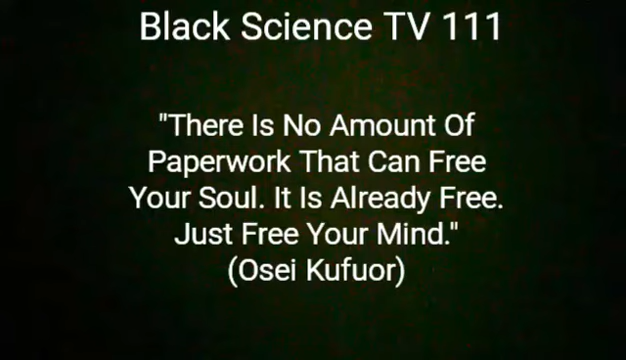 Black Science TV 111
"There Is No Amount Of
Paperwork That Can Free
Your Soul. It Is Already Free.
Just Free Your Mind."
(Osei Kufuor)